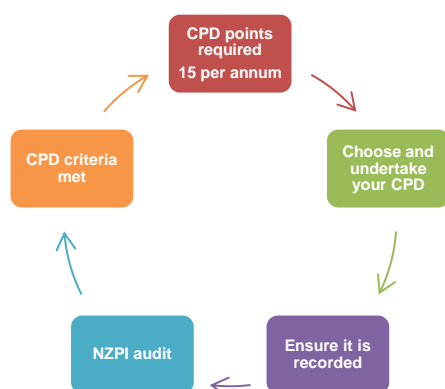 CPD points
required
15 per annum
Choose and
undertake
your CPD
Ensure it is
recorded
NZPI audit
CPD criteria
met